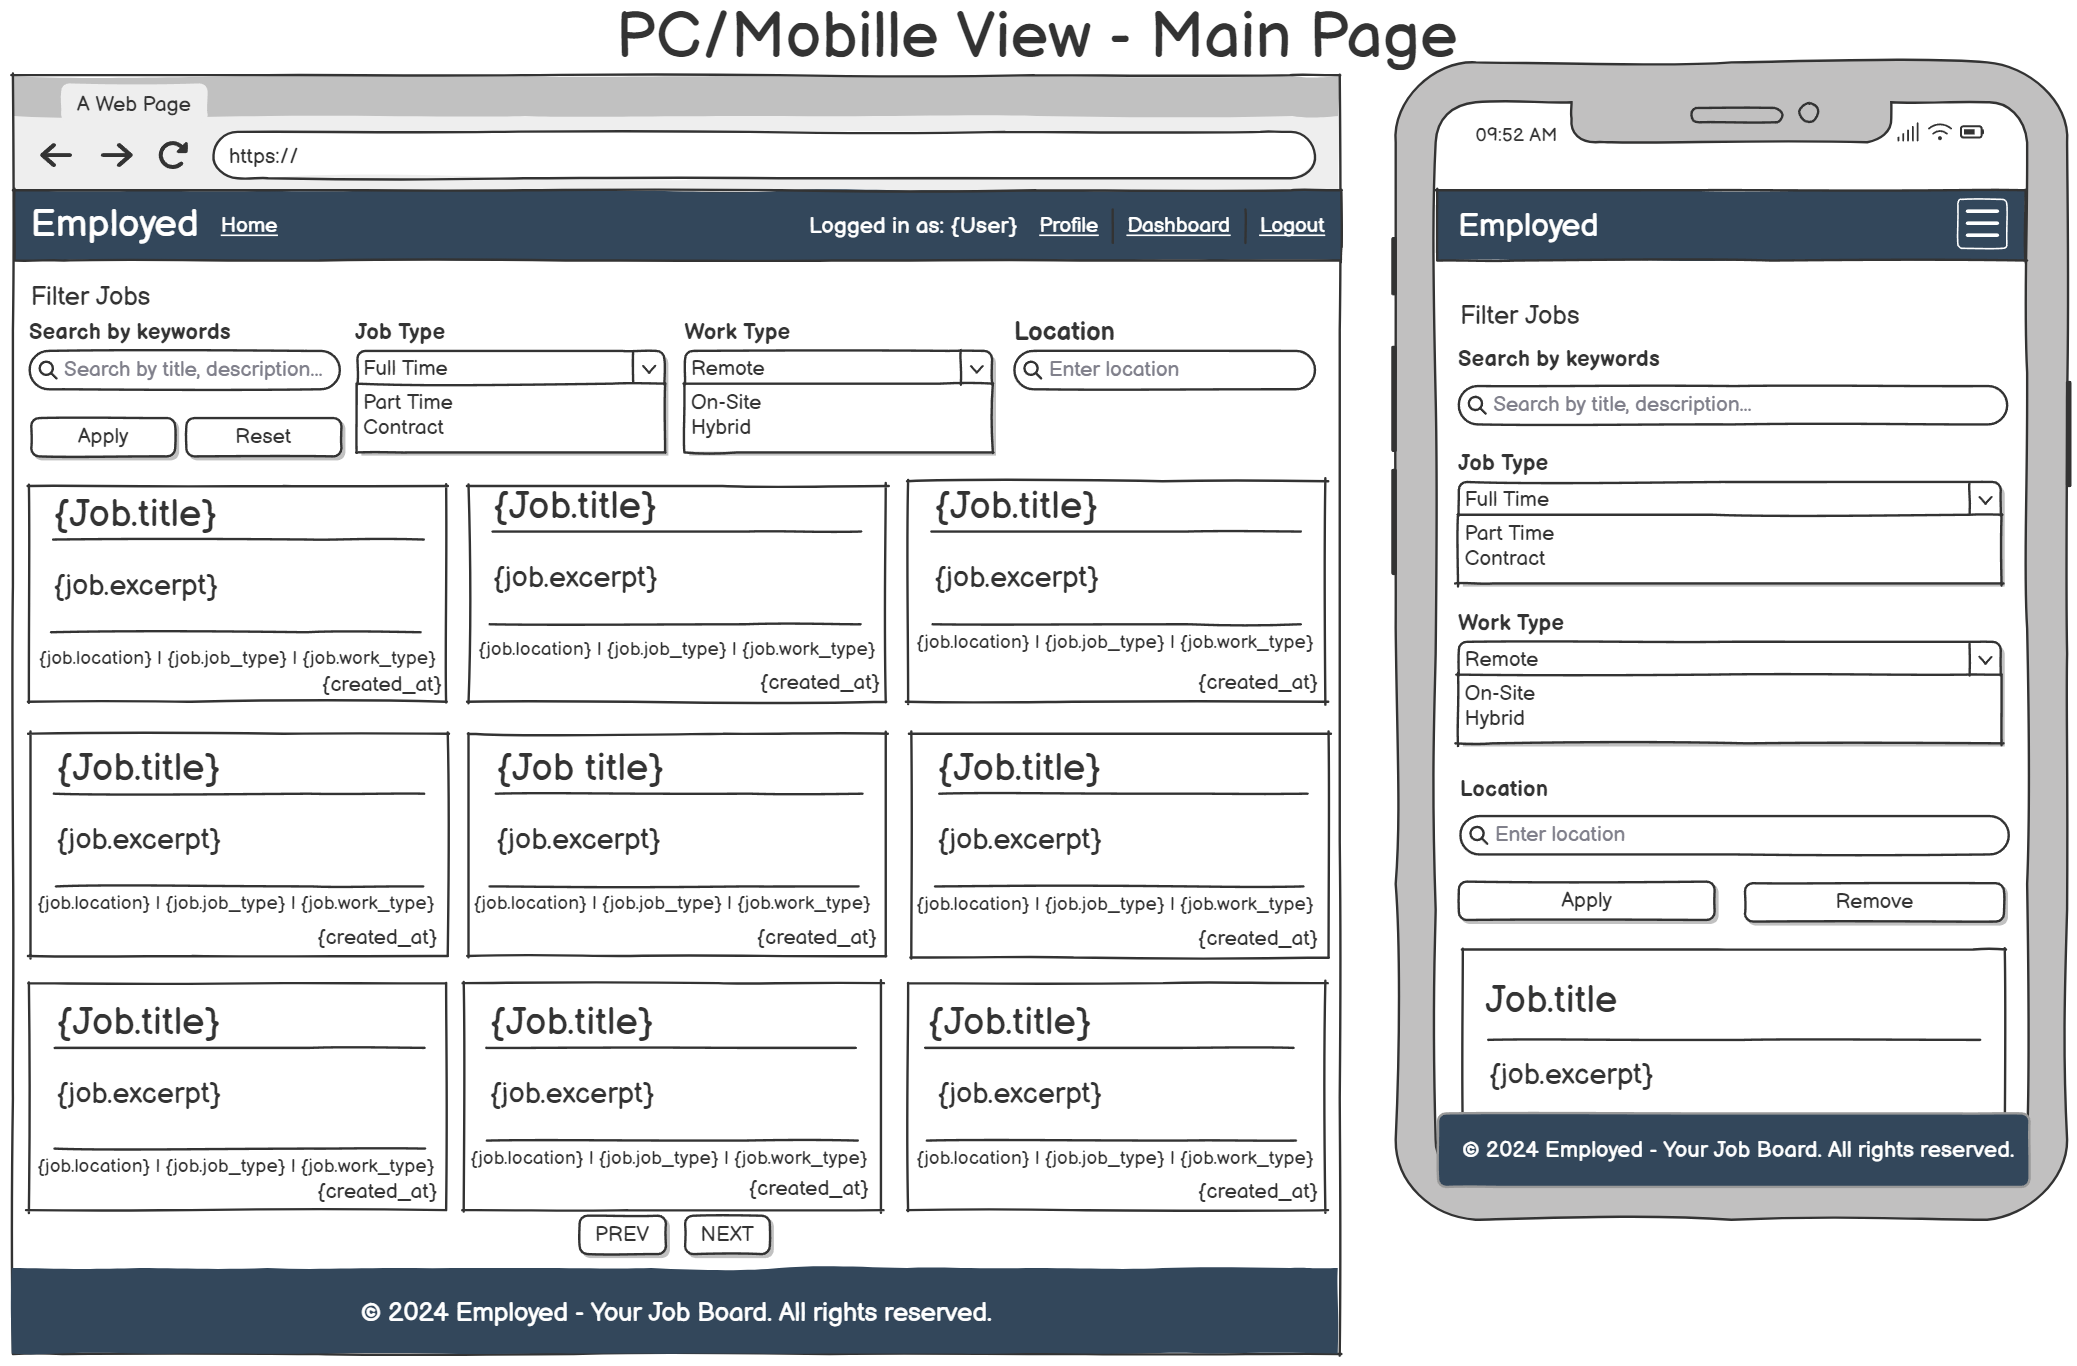 PC/Mobille View - Main Page
A Web Page
https://
Employed Home Logged in as: {User} Profile Dashboard Logout
Filter Jobs
Search by keywords Job Type Work Type Location
Search by title, description... Full Time Remote Enter location
Part Time On-Site
Contract Hybrid
Apply Reset
{Job.title} {Job.title} {Job.title}
{job.excerpt} {job.excerpt} {job.excerpt}
{job.location} | {job.job_type} | {job.work_type} {job.location} | {job.job_type} | {job.work_type} {job.location} | {job.job_type} | {job.work_type}
{created_at} {created_at} {created_at}
{Job.title} {Job title} {Job.title}
{job.excerpt} {job.excerpt} {job.excerpt}
{job.location} | {job.job_type} | {job.work_type} {job.location} | {job.job_type} | {job.work_type} {job.location} | {job.job_type} | {job.work_type}
{created_at} {created_at} {created_at}
{Job.title} {Job.title} {Job.title}
{job.excerpt} {job.excerpt} {job.excerpt}
{job.location} | {job.job_type} | {job.work_type} {job.location} | {job.job_type} | {job.work_type} {job.location} | {job.job_type} | {job.work_type}
{created_at} {created_at} {created_at}
PREV NEXT
© 2024 Employed - Your Job Board. All rights reserved.
09:52 AM
Employed
Filter Jobs
Search by keywords
Search by title, description...
Job Type
Full Time
Part Time
Contract
Work Type
Remote
On-Site
Hybrid
Location
Enter location
Apply Remove
Job.title
{job.excerpt}
© 2024 Employed - Your Job Board. All rights reserved.